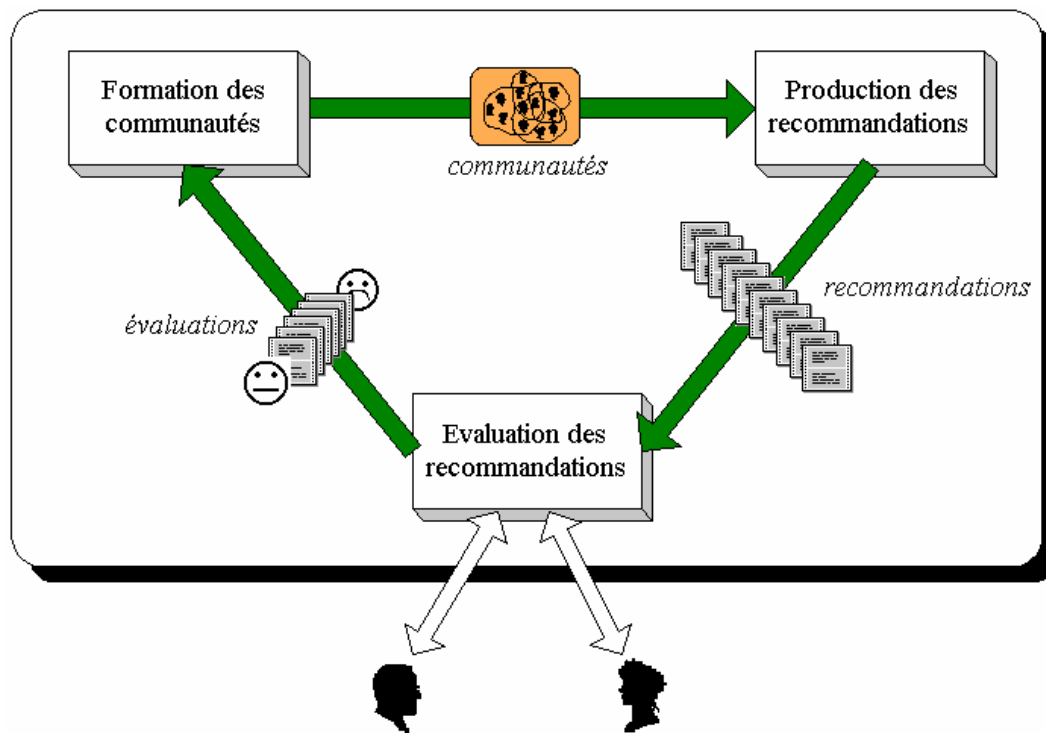 Formation des
communautés
Production des
recommandations
communautés
recommandations
évaluations
Evaluation des
recommandations